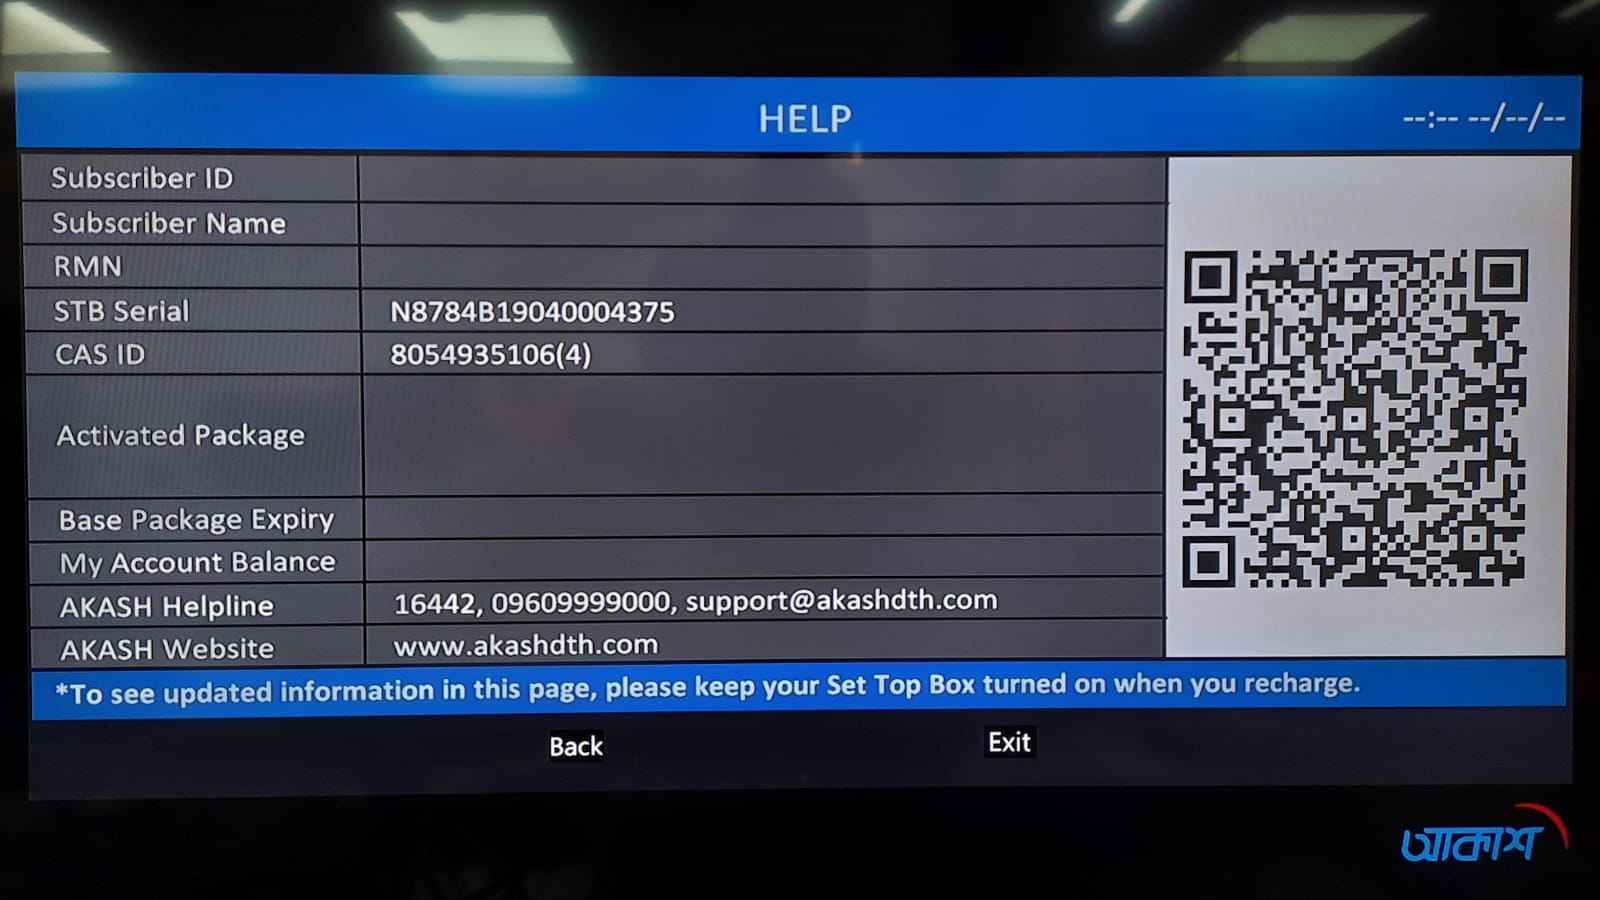 HELP
--:-- --/--/--
Subscriber ID
Subscriber Name
RMN
STB Serial N8784B19040004375
CAS ID 8054935106(4)
Activated Package
Base Package Expiry
My Account Balance
AKASH Helpline 16442, 09609999000, support@akashdth.com
AKASH Website www.akashdth.com
*To see updated information in this page, please keep your Set Top Box turned on when you recharge.
Back Exit
আকাশ